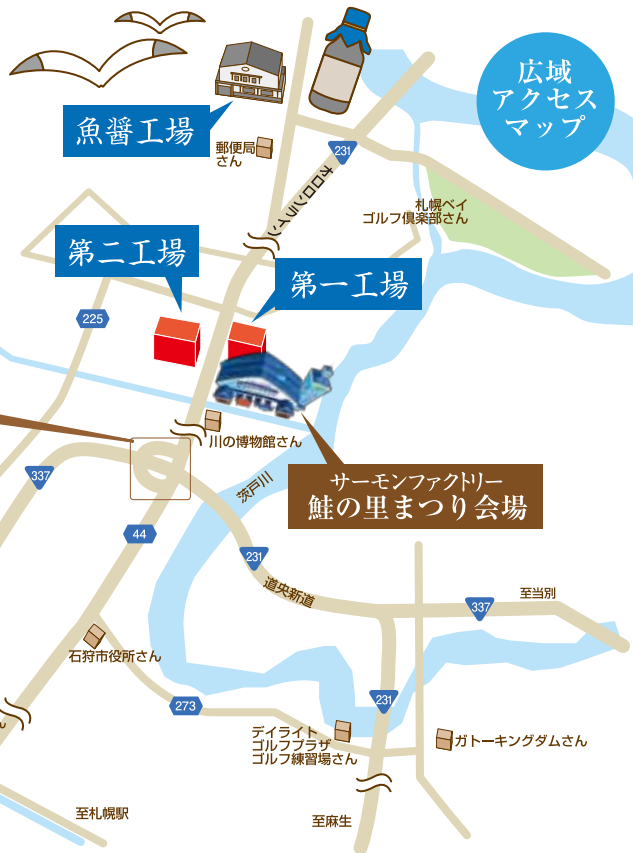 広域
アクセス
マップ
魚醤工場
郵便局
さん
231
オロロンライン
札幌ベイ
ゴルフ倶楽部さん
第二工場
第一工場
225
川の博物館さん
サーモンファクトリー
鮭の里まつり会場
337
茨戸川
44
231
道央新道
至当別
337
石狩市役所さん
273
231
デイライト
ゴルフプラザ
ゴルフ練習場さん
ガトーキングダムさん
至札幌駅
至麻生